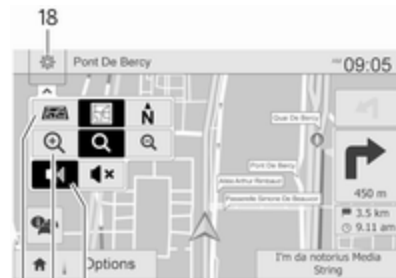 18
Pont De Bercy
AM 09:05
N
Quai De Bercy
Pont De Bercy
Allée Arthur Rimbaud
Passerelle Simone De Beauvoir
450 m
3.5 km
9.11 am
Options
I'm da notorius Media
String